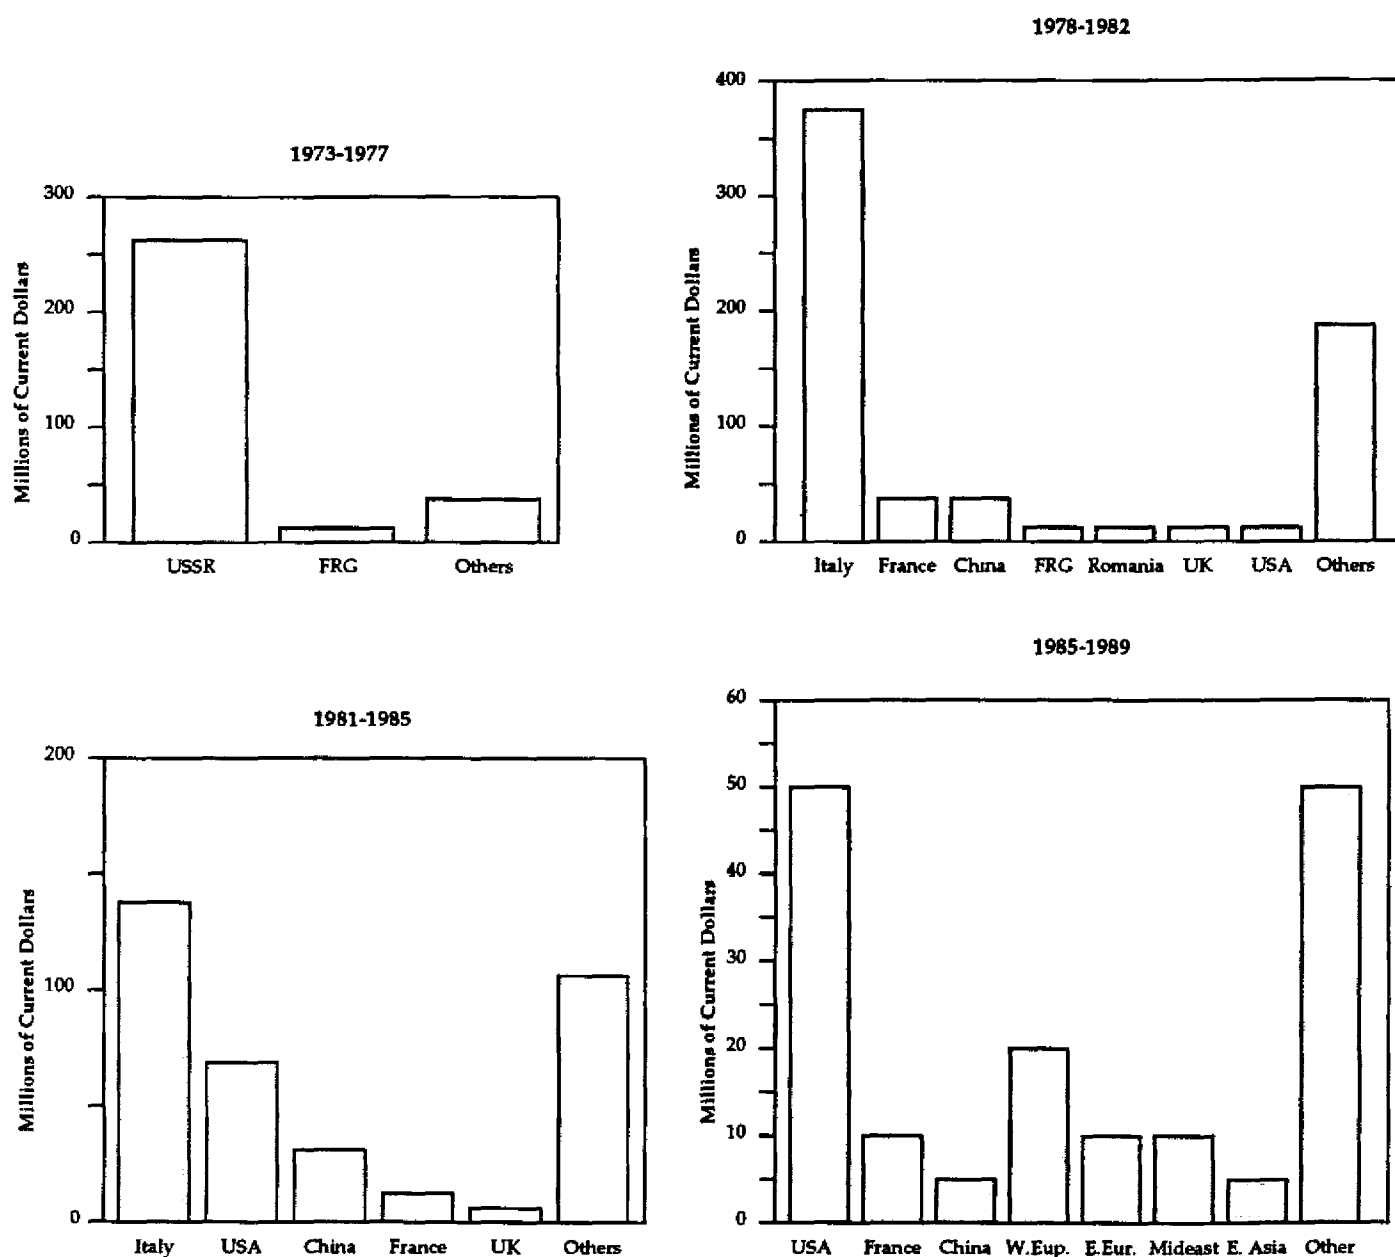 1973-1977
Millions of Current Dollars
300
200
100
0
USSR FRG Others
1978-1982
Millions of Current Dollars
400
300
200
100
0
Italy France China FRG Romania UK USA Others
1981-1985
Millions of Current Dollars
200
100
0
Italy USA China France UK Others
1985-1989
Millions of Current Dollars
60
50
40
30
20
10
0
USA France China W.Eup. E.Eur. Mideast E. Asia Other